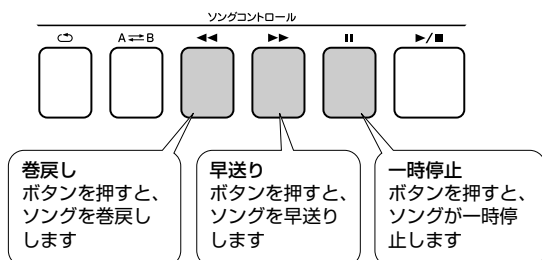 ソングコントロール
A⇄B
巻戻し
ボタンを押すと、
ソングを巻戻し
します
早送り
ボタンを押すと、
ソングを早送り
します
一時停止
ボタンを押すと、
ソングが一時停
止します